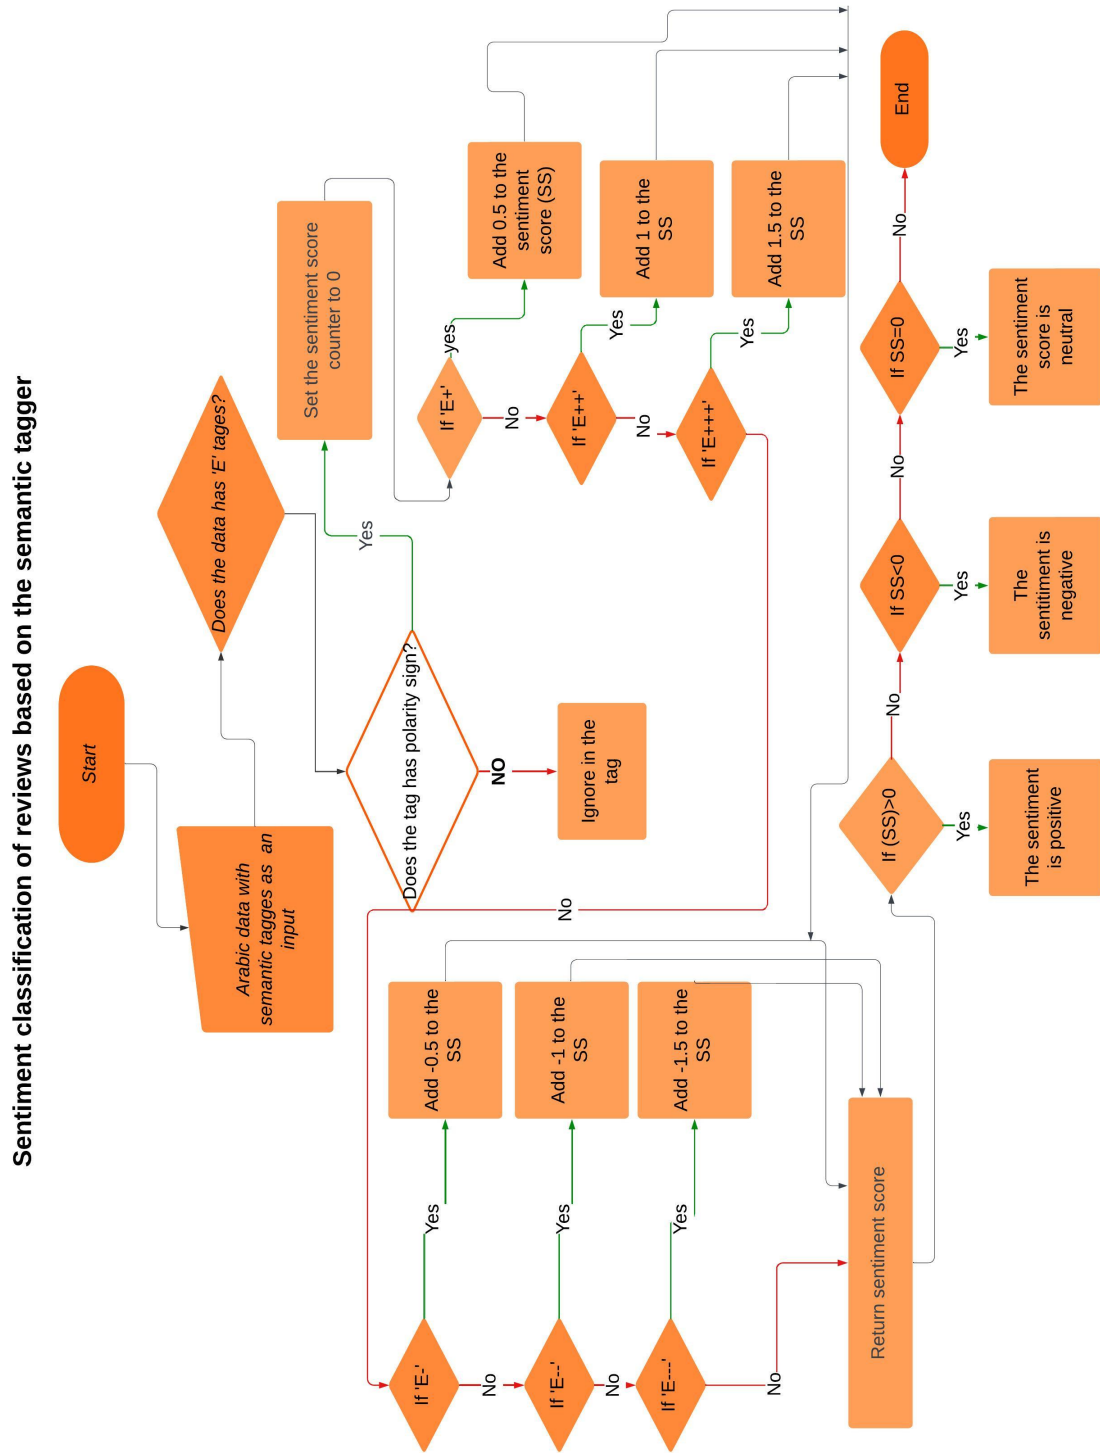 Sentiment classification of reviews based on the semantic tagger
Start
Arabic data with
semantic tagges as an
input
Does the data has 'E' tages?
Does the tag has polarity sign?
Yes
NO
Ignore in the
tag
Set the sentiment score
counter to 0
If 'E+'
yes
Add 0.5 to the
sentiment
score (SS)
No
If 'E++'
Yes
Add 1 to the
SS
No
If 'E+++'
Yes
Add 1.5 to the
SS
No
If 'E-'
Yes
Add -0.5 to the
SS
No
If 'E--'
Yes
Add -1 to the
SS
No
If 'E---'
Yes
Add -1.5 to the
SS
No
Return sentiment score
If (SS)>0
Yes
The sentiment
is positive
No
If SS<0
Yes
The
sentitiment is
negative
No
If SS=0
Yes
The sentiment
score is
neutral
No
End